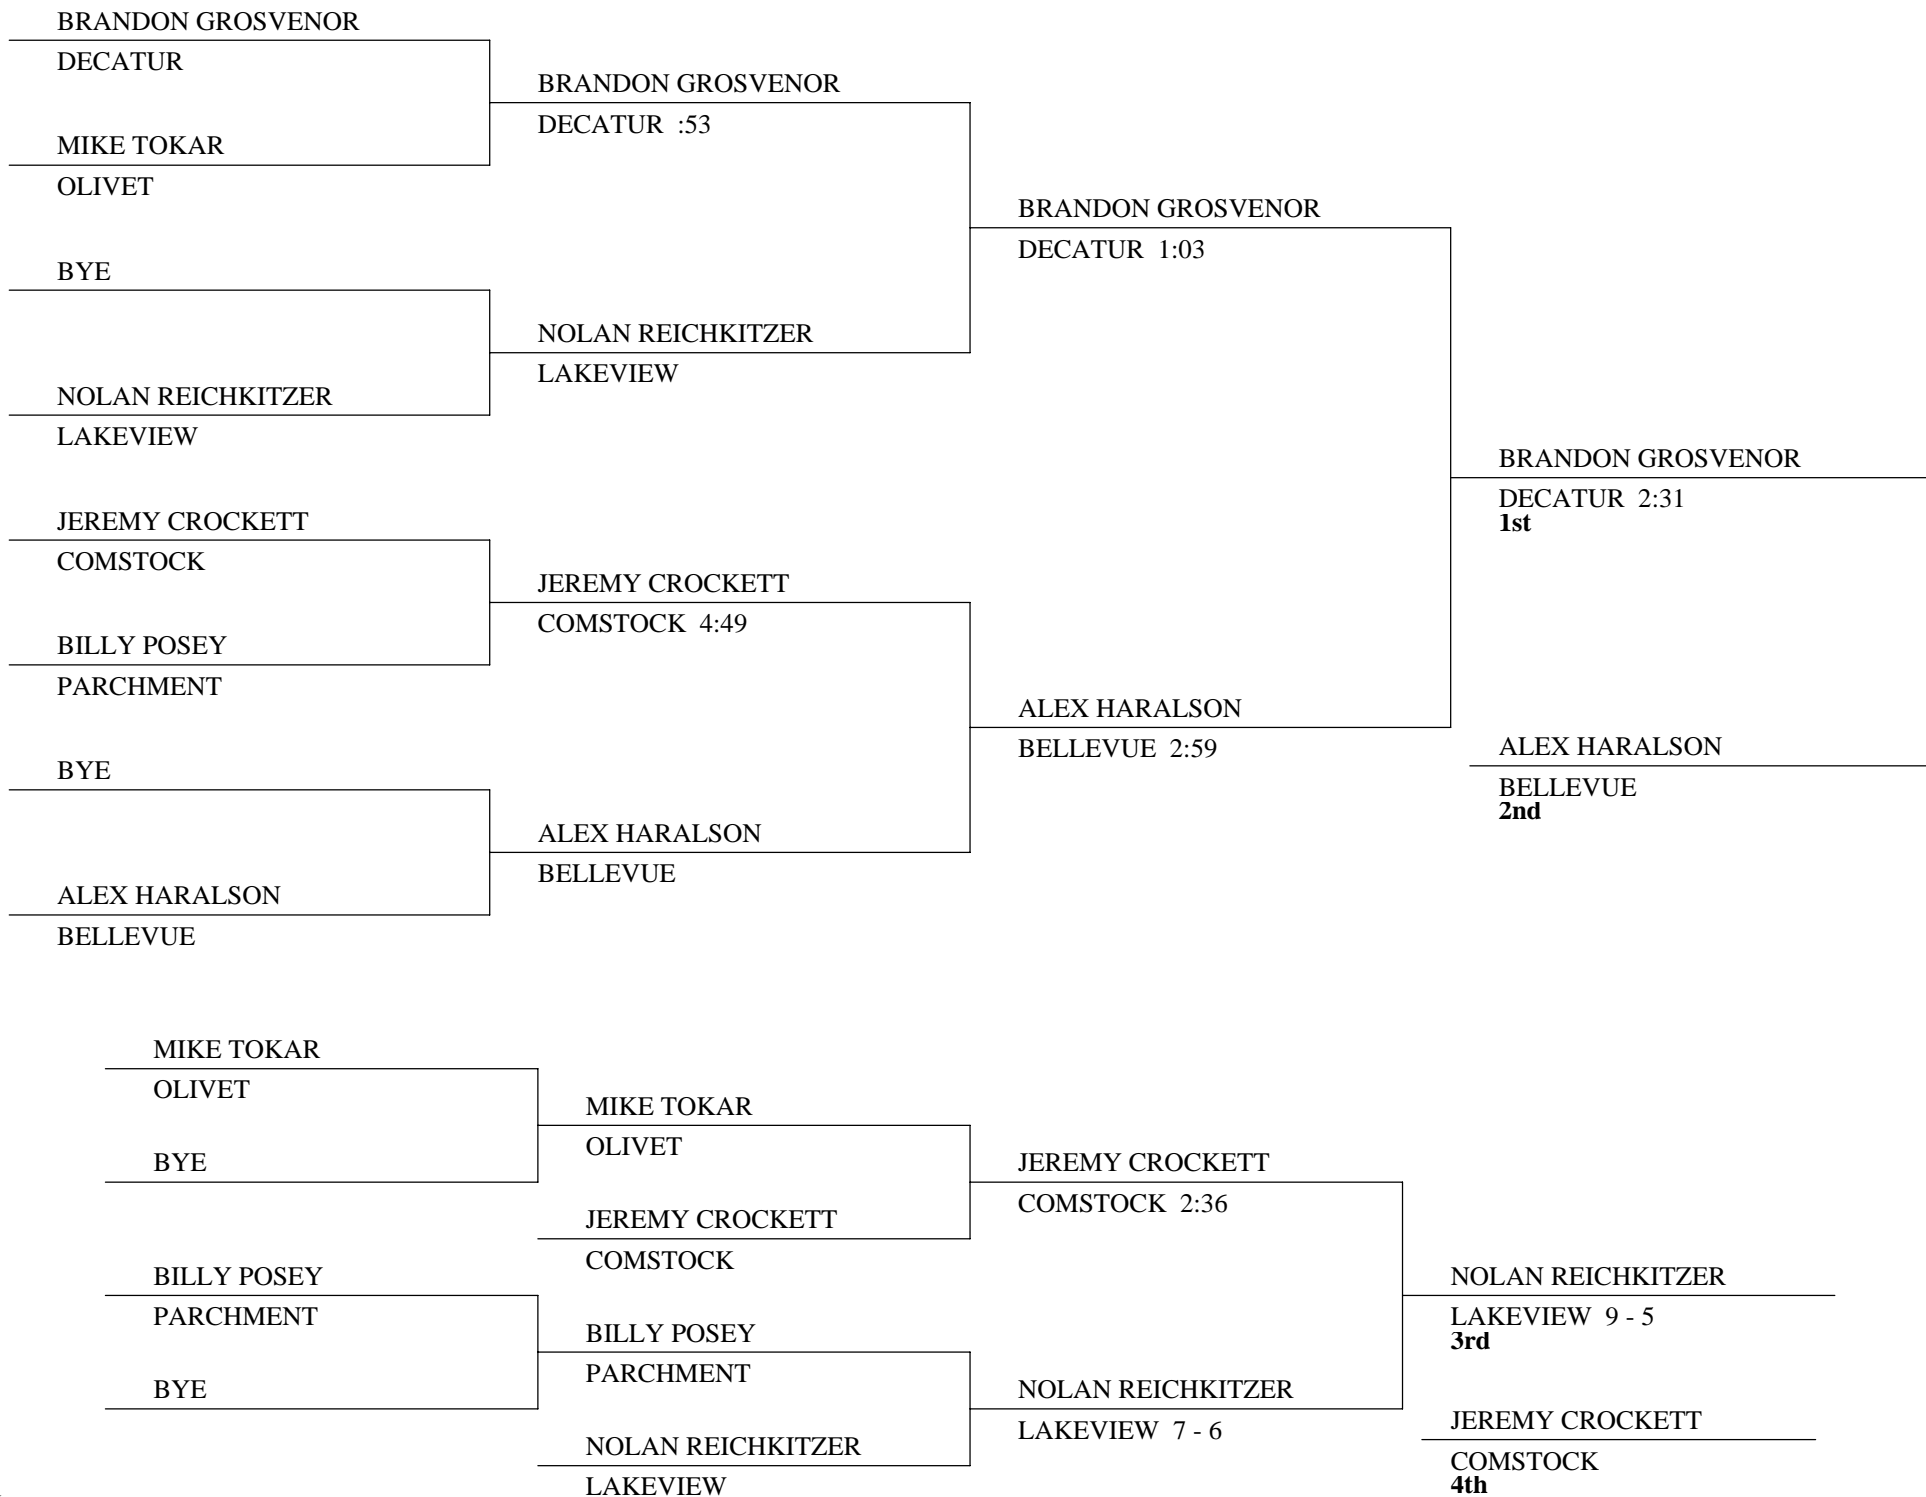 BRANDON GROSVENOR
DECATUR
MIKE TOKAR
OLIVET
BYE
NOLAN REICHKITZER
LAKEVIEW
JEREMY CROCKETT
COMSTOCK
BILLY POSEY
PARCHMENT
BYE
ALEX HARALSON
BELLEVUE
BRANDON GROSVENOR
DECATUR :53
NOLAN REICHKITZER
LAKEVIEW
JEREMY CROCKETT
COMSTOCK 4:49
ALEX HARALSON
BELLEVUE
BRANDON GROSVENOR
DECATUR 1:03
ALEX HARALSON
BELLEVUE 2:59
BRANDON GROSVENOR
DECATUR 2:31
1st
ALEX HARALSON
BELLEVUE
2nd
MIKE TOKAR
OLIVET
BYE
BILLY POSEY
PARCHMENT
BYE
MIKE TOKAR
OLIVET
JEREMY CROCKETT
COMSTOCK
BILLY POSEY
PARCHMENT
NOLAN REICHKITZER
LAKEVIEW
JEREMY CROCKETT
COMSTOCK 2:36
NOLAN REICHKITZER
LAKEVIEW 7 - 6
NOLAN REICHKITZER
LAKEVIEW 9 - 5
3rd
JEREMY CROCKETT
COMSTOCK
4th